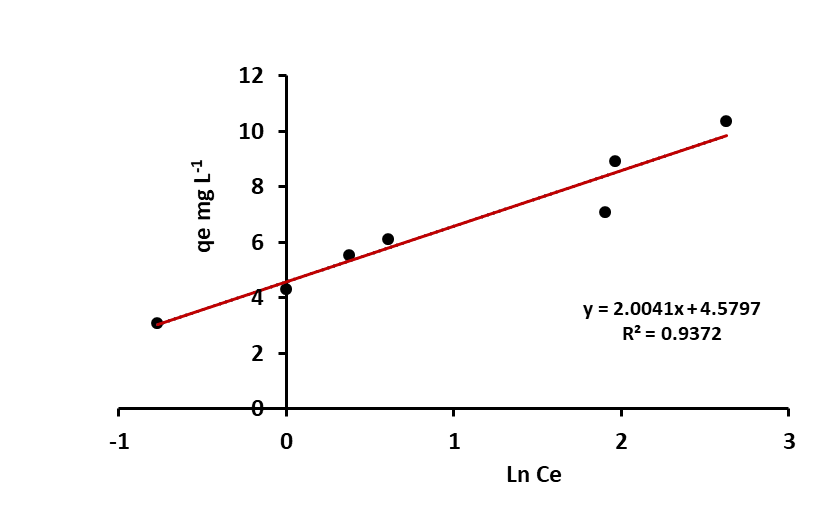 12
10
8
6
4
2
0
qe mg L⁻¹
y = 2.0041x + 4.5797
R² = 0.9372
-1 0 1 2 3
Ln Ce